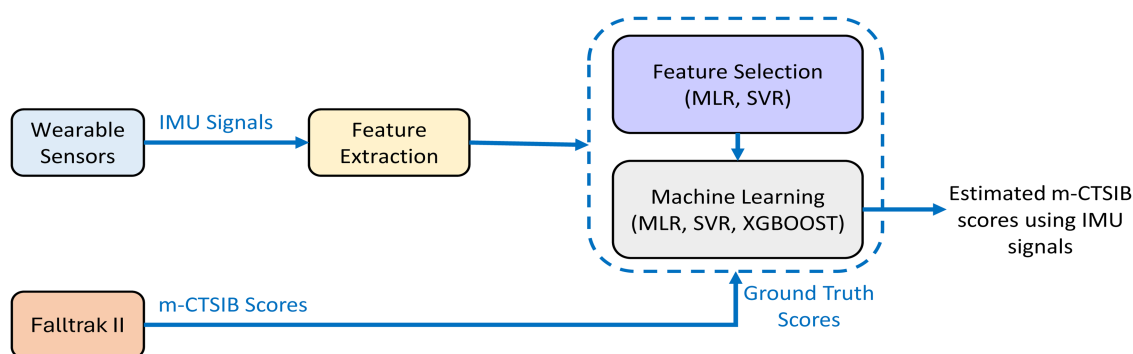 Wearable
Sensors
IMU Signals
Feature
Extraction
Feature Selection
(MLR, SVR)
Machine Learning
(MLR, SVR, XGBOOST)
Estimated m-CTSIB
scores using IMU
signals
Falltrak II
m-CTSIB Scores
Ground Truth
Scores